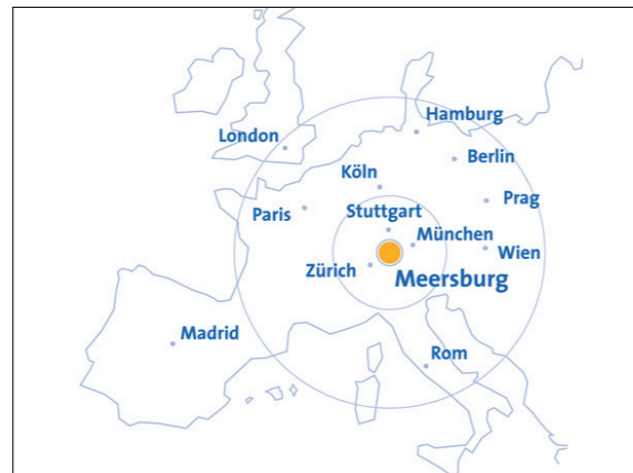 Hamburg
London
Berlin
Köln
Paris
Stuttgart
Prag
München
Wien
Zürich
Meersburg
Madrid
Rom